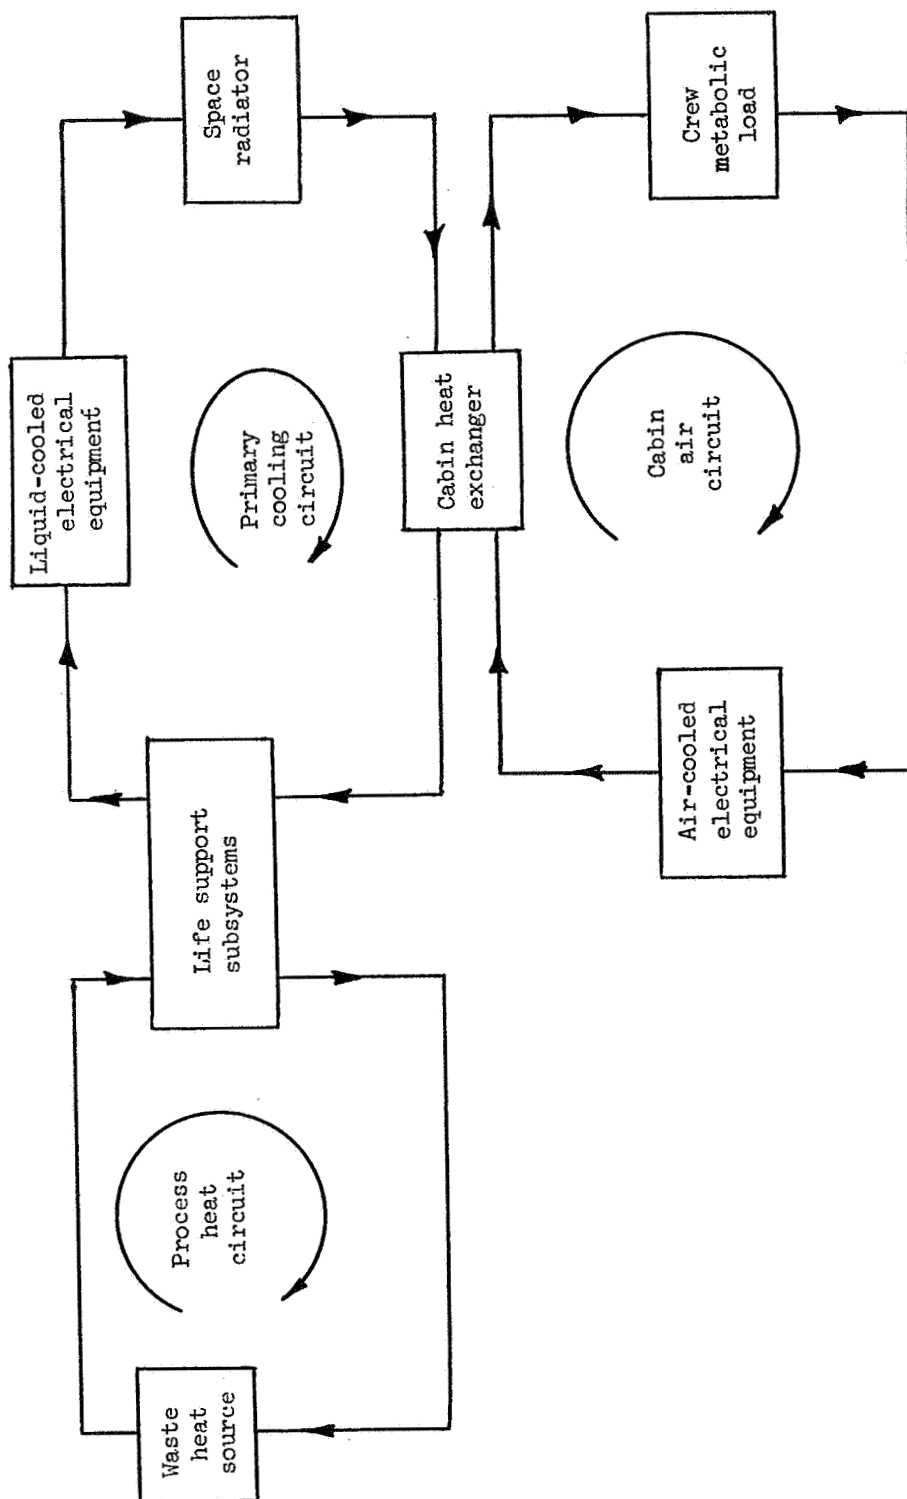 Waste
heat
source
Process
heat
circuit
Life support
subsystems
Liquid-cooled
electrical
equipment
Primary
cooling
circuit
Space
radiator
Cabin heat
exchanger
Air-cooled
electrical
equipment
Cabin
air
circuit
Crew
metabolic
load